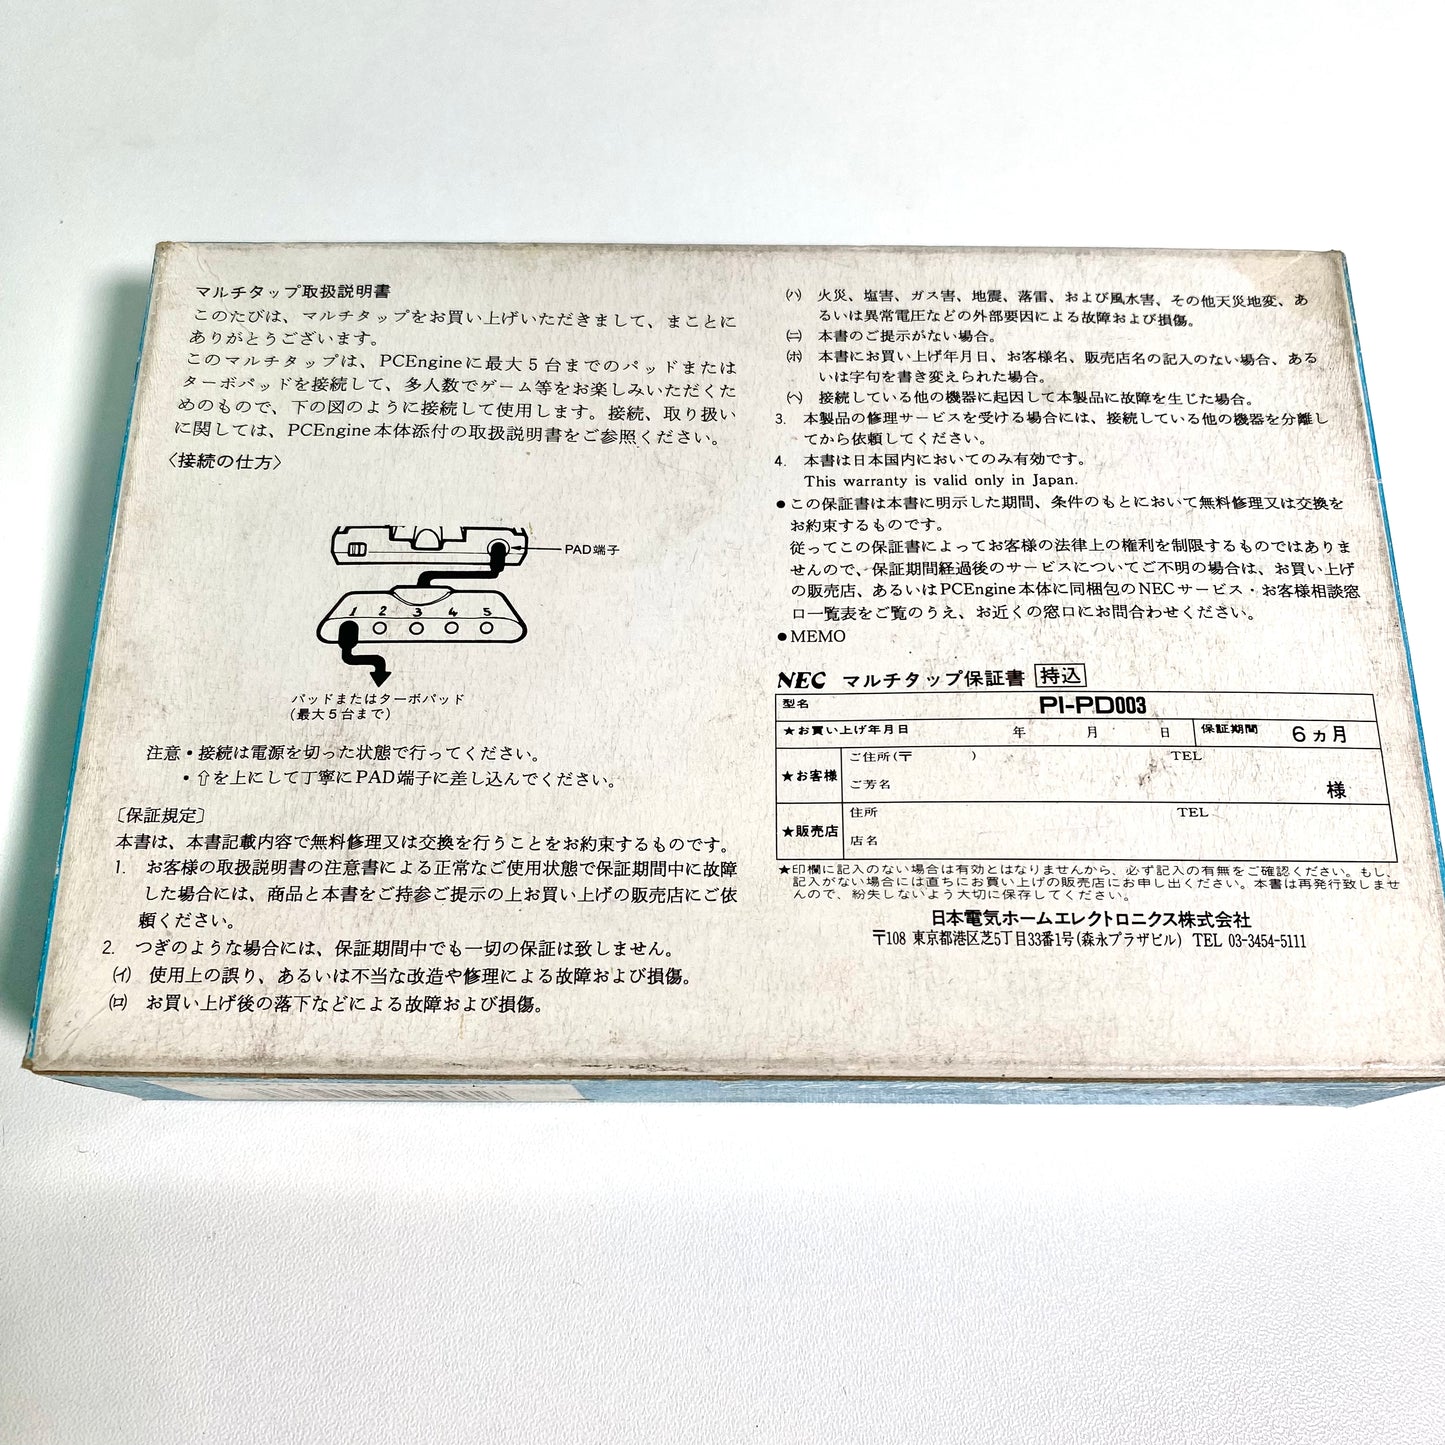 マルチタップ取扱説明書
このたびは、マルチタップをお買い上げいただきまして、まことに
ありがとうございます。
このマルチタップは、PCEngineに最大5台までのパッドまたは
ターボパッドを接続して、多人数でゲーム等をお楽しみいただくた
めのもので、下の図のように接続して使用します。接続、取り扱い
に関しては、PCEngine本体添付の取扱説明書をご参照ください。
〈接続の仕方〉
PAD端子
1 2 3 4 5
パッドまたはターボパッド
(最大5台まで)
注意・接続は電源を切った状態で行ってください。
・⇧を上にして丁寧にPAD端子に差し込んでください。
〔保証規定〕
本書は、本書記載内容で無料修理又は交換を行うことをお約束するものです。
1. お客様の取扱説明書の注意書による正常なご使用状態で保証期間中に故障
した場合には、商品と本書をご持参ご提示の上お買い上げの販売店にご依
頼ください。
2. つぎのような場合には、保証期間中でも一切の保証は致しません。
(イ) 使用上の誤り、あるいは不当な改造や修理による故障および損傷。
(ロ) お買い上げ後の落下などによる故障および損傷。
(ハ) 火災、塩害、ガス害、地震、落雷、および風水害、その他天災地変、あ
るいは異常電圧などの外部要因による故障および損傷。
(ニ) 本書のご提示がない場合。
(ホ) 本書にお買い上げ年月日、お客様名、販売店名の記入のない場合、ある
いは字句を書き変えられた場合。
(ヘ) 接続している他の機器に起因して本製品に故障を生じた場合。
3. 本製品の修理サービスを受ける場合には、接続している他の機器を分離し
てから依頼してください。
4. 本書は日本国内においてのみ有効です。
This warranty is valid only in Japan.
●この保証書は本書に明示した期間、条件のもとにおいて無料修理又は交換を
お約束するものです。
従ってこの保証書によってお客様の法律上の権利を制限するものではありま
せんので、保証期間経過後のサービスについてご不明の場合は、お買い上げ
の販売店、あるいはPCEngine本体に同梱包のNECサービス・お客様相談窓
口一覧表をご覧のうえ、お近くの窓口にお問合わせください。
●MEMO
NEC マルチタップ保証書 持込
型名 PI-PD003
★お買い上げ年月日 年 月 日 保証期間 6ヵ月
★お客様 ご住所(〒 ) TEL
ご芳名 様
★販売店 住所 TEL
店名
★印欄に記入のない場合は有効とはなりませんから、必ず記入の有無をご確認ください。もし、
記入がない場合には直ちにお買い上げの販売店にお申し出ください。本書は再発行致しませ
んので、紛失しないよう大切に保存してください。
日本電気ホームエレクトロニクス株式会社
〒108 東京都港区芝5丁目33番1号(森永プラザビル) TEL 03-3454-5111